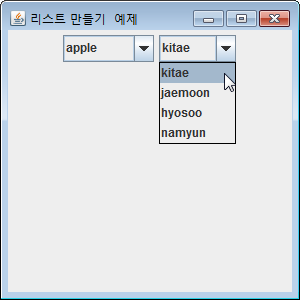 리스트 만들기 예제
apple kitae
kitae
jaemoon
hyosoo
namyun